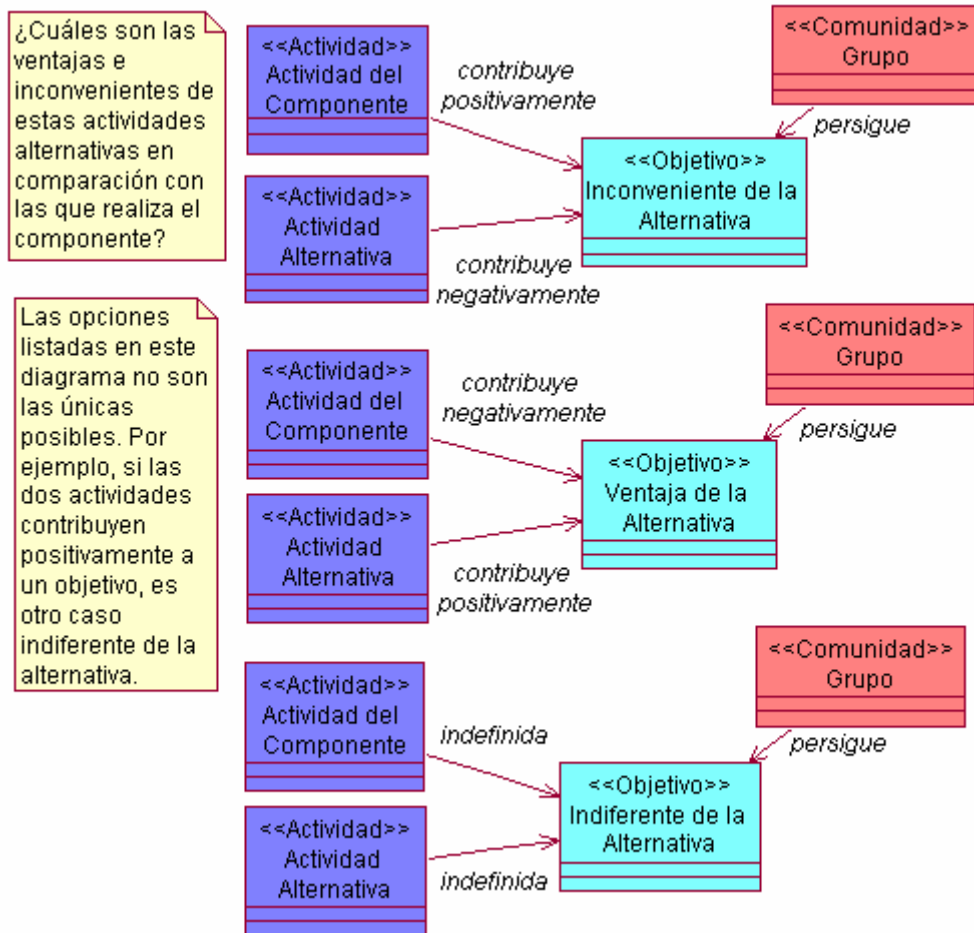 ¿Cuáles son las
ventajas e
inconvenientes de
estas actividades
alternativas en
comparación con
las que realiza el
componente?
<<Actividad>>
Actividad del
Componente
contribuye
positivamente
<<Comunidad>>
Grupo
persigue
<<Objetivo>>
Inconveniente de la
Alternativa
<<Actividad>>
Actividad
Alternativa
contribuye
negativamente
Las opciones
listadas en este
diagrama no son
las únicas
posibles. Por
ejemplo, si las
dos actividades
contribuyen
positivamente a
un objetivo, es
otro caso
indiferente de la
alternativa.
<<Actividad>>
Actividad del
Componente
contribuye
negativamente
<<Comunidad>>
Grupo
persigue
<<Objetivo>>
Ventaja de la
Alternativa
<<Actividad>>
Actividad
Alternativa
contribuye
positivamente
<<Actividad>>
Actividad del
Componente
indefinida
<<Comunidad>>
Grupo
persigue
<<Objetivo>>
Indiferente de la
Alternativa
<<Actividad>>
Actividad
Alternativa
indefinida